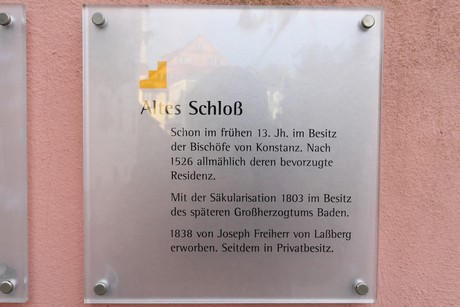 Altes Schloß
Schon im frühen 13. Jh. im Besitz
der Bischöfe von Konstanz. Nach
1526 allmählich deren bevorzugte
Residenz.
Mit der Säkularisation 1803 im Besitz
des späteren Großherzogtums Baden.
1838 von Joseph Freiherr von Laßberg
erworben. Seitdem in Privatbesitz.